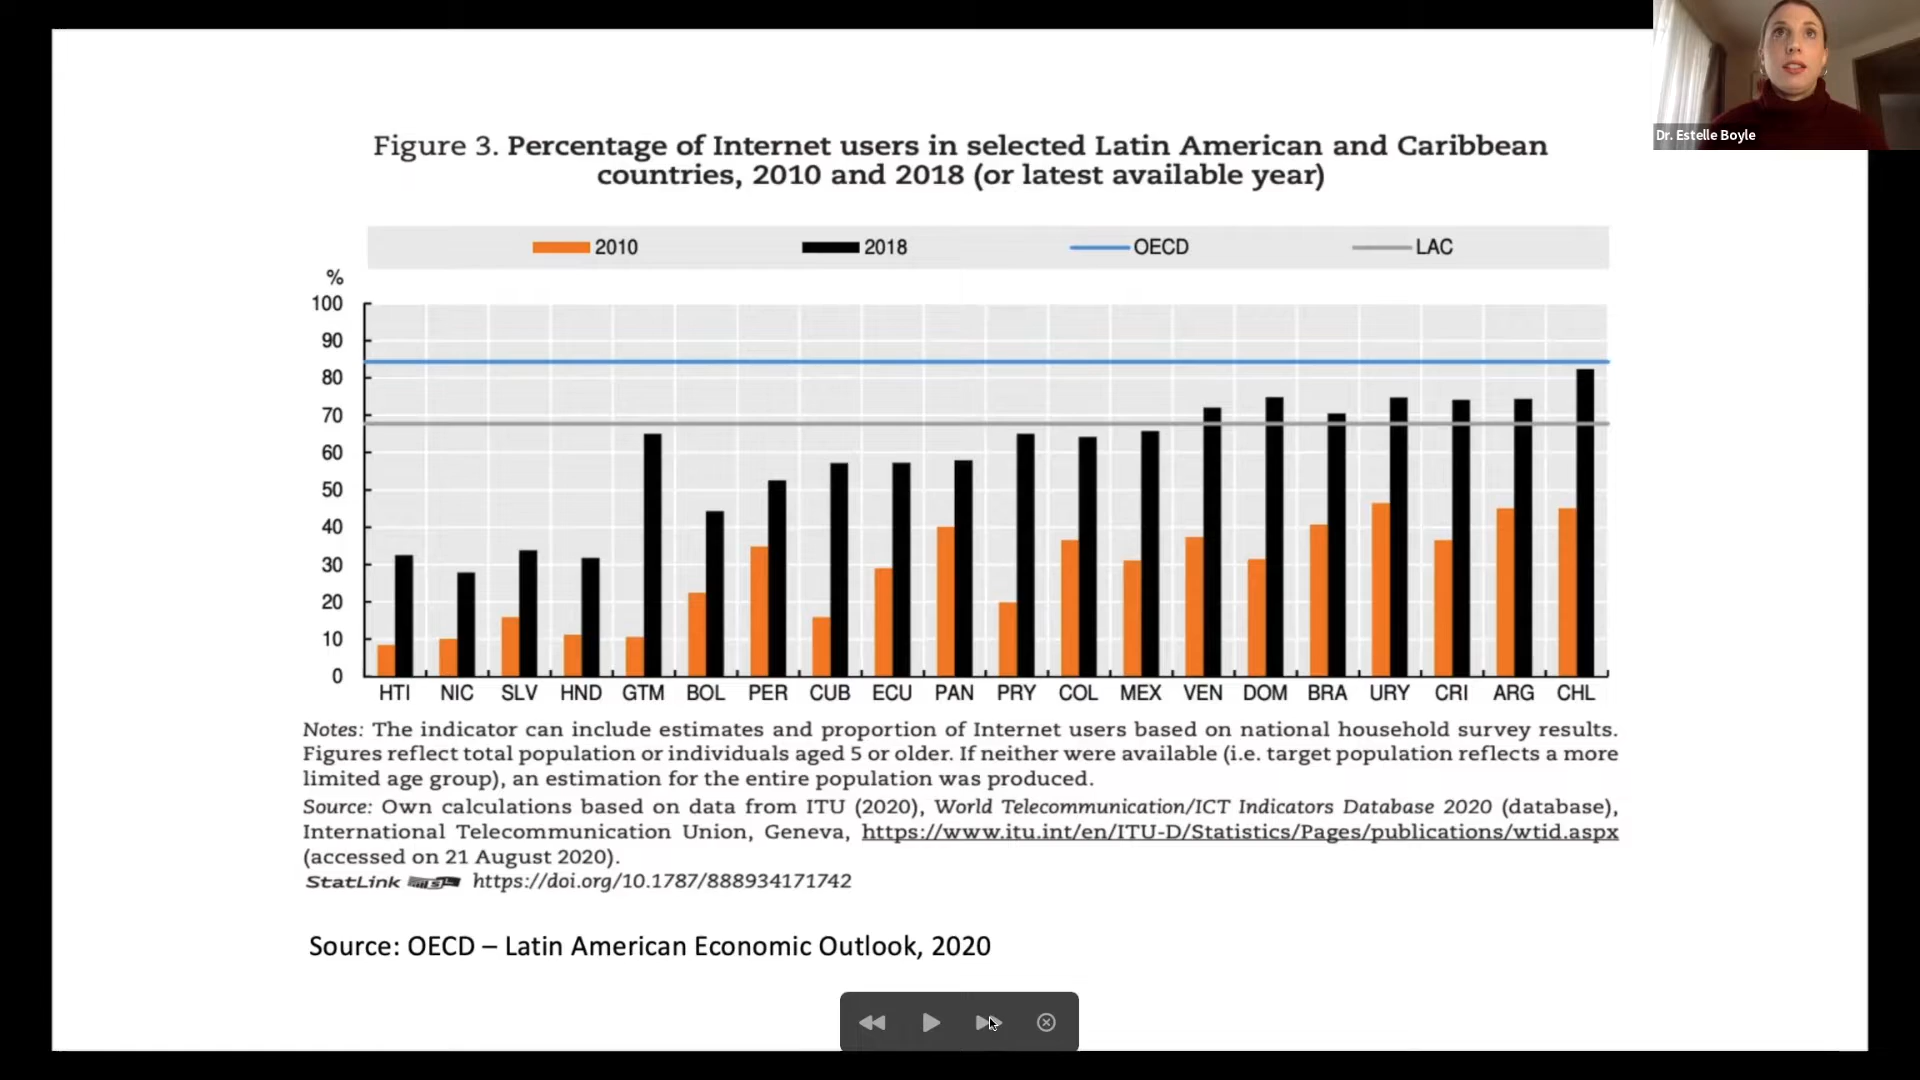 Dr. Estelle Boyle
Figure 3. Percentage of Internet users in selected Latin American and Caribbean
countries, 2010 and 2018 (or latest available year)
2010 2018 OECD LAC
%
100
90
80
70
60
50
40
30
20
10
0
HTI NIC SLV HND GTM BOL PER CUB ECU PAN PRY COL MEX VEN DOM BRA URY CRI ARG CHL
Notes: The indicator can include estimates and proportion of Internet users based on national household survey results.
Figures reflect total population or individuals aged 5 or older. If neither were available (i.e. target population reflects a more
limited age group), an estimation for the entire population was produced.
Source: Own calculations based on data from ITU (2020), World Telecommunication/ICT Indicators Database 2020 (database),
International Telecommunication Union, Geneva, https://www.itu.int/en/ITU-D/Statistics/Pages/publications/wtid.aspx
(accessed on 21 August 2020).
StatLink https://doi.org/10.1787/888934171742
Source: OECD – Latin American Economic Outlook, 2020